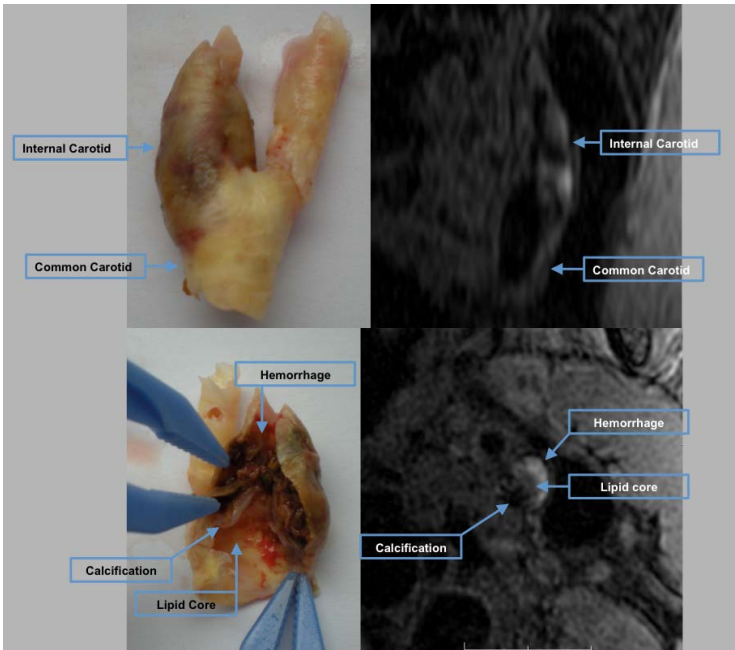 Internal Carotid
Internal Carotid
Common Carotid
Common Carotid
Hemorrhage
Hemorrhage
Lipid core
Calcification
Calcification
Lipid Core